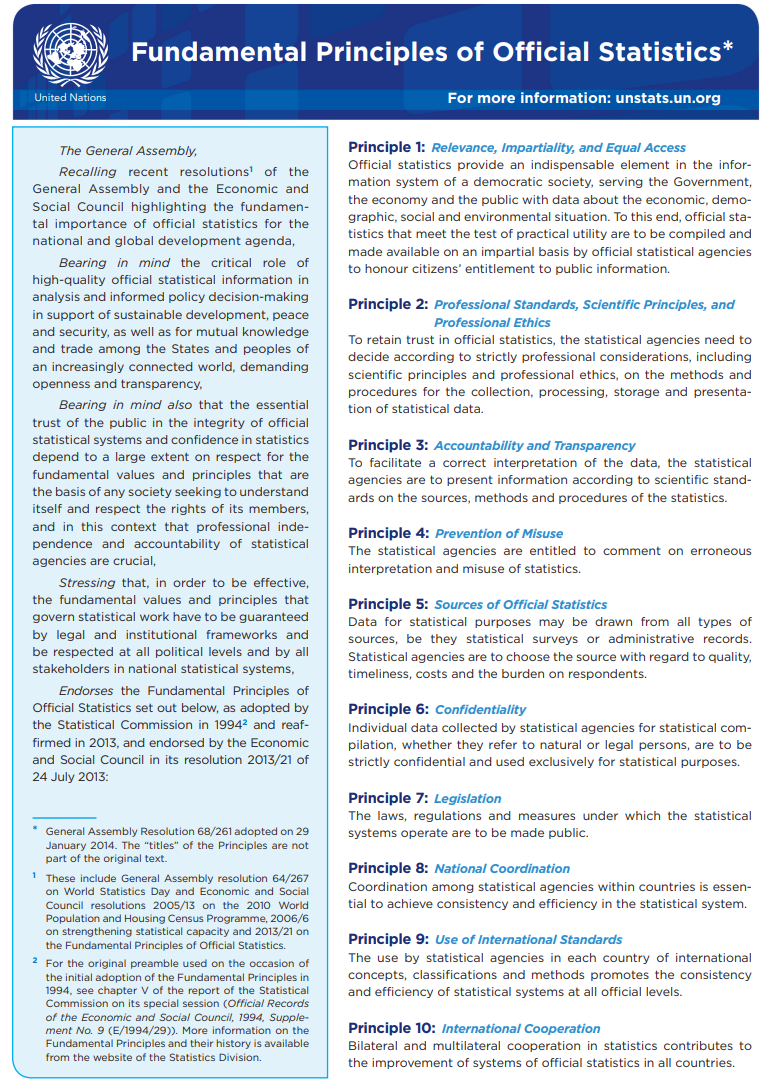 Fundamental Principles of Official Statistics*
United Nations
For more information: unstats.un.org
The General Assembly,
Recalling recent resolutions¹ of the
General Assembly and the Economic and
Social Council highlighting the fundamen-
tal importance of official statistics for the
national and global development agenda,
Bearing in mind the critical role of
high-quality official statistical information in
analysis and informed policy decision-making
in support of sustainable development, peace
and security, as well as for mutual knowledge
and trade among the States and peoples of
an increasingly connected world, demanding
openness and transparency,
Bearing in mind also that the essential
trust of the public in the integrity of official
statistical systems and confidence in statistics
depend to a large extent on respect for the
fundamental values and principles that are
the basis of any society seeking to understand
itself and respect the rights of its members,
and in this context that professional inde-
pendence and accountability of statistical
agencies are crucial,
Stressing that, in order to be effective,
the fundamental values and principles that
govern statistical work have to be guaranteed
by legal and institutional frameworks and
be respected at all political levels and by all
stakeholders in national statistical systems,
Endorses the Fundamental Principles of
Official Statistics set out below, as adopted by
the Statistical Commission in 1994² and reaf-
firmed in 2013, and endorsed by the Economic
and Social Council in its resolution 2013/21 of
24 July 2013:
* General Assembly Resolution 68/261 adopted on 29
January 2014. The “titles” of the Principles are not
part of the original text.
¹ These include General Assembly resolution 64/267
on World Statistics Day and Economic and Social
Council resolutions 2005/13 on the 2010 World
Population and Housing Census Programme, 2006/6
on strengthening statistical capacity and 2013/21 on
the Fundamental Principles of Official Statistics.
² For the original preamble used on the occasion of
the initial adoption of the Fundamental Principles in
1994, see chapter V of the report of the Statistical
Commission on its special session (Official Records
of the Economic and Social Council, 1994, Supple-
ment No. 9 (E/1994/29)). More information on the
Fundamental Principles and their history is available
from the website of the Statistics Division.
Principle 1: Relevance, Impartiality, and Equal Access
Official statistics provide an indispensable element in the infor-
mation system of a democratic society, serving the Government,
the economy and the public with data about the economic, demo-
graphic, social and environmental situation. To this end, official sta-
tistics that meet the test of practical utility are to be compiled and
made available on an impartial basis by official statistical agencies
to honour citizens’ entitlement to public information.
Principle 2: Professional Standards, Scientific Principles, and
Professional Ethics
To retain trust in official statistics, the statistical agencies need to
decide according to strictly professional considerations, including
scientific principles and professional ethics, on the methods and
procedures for the collection, processing, storage and presenta-
tion of statistical data.
Principle 3: Accountability and Transparency
To facilitate a correct interpretation of the data, the statistical
agencies are to present information according to scientific stand-
ards on the sources, methods and procedures of the statistics.
Principle 4: Prevention of Misuse
The statistical agencies are entitled to comment on erroneous
interpretation and misuse of statistics.
Principle 5: Sources of Official Statistics
Data for statistical purposes may be drawn from all types of
sources, be they statistical surveys or administrative records.
Statistical agencies are to choose the source with regard to quality,
timeliness, costs and the burden on respondents.
Principle 6: Confidentiality
Individual data collected by statistical agencies for statistical com-
pilation, whether they refer to natural or legal persons, are to be
strictly confidential and used exclusively for statistical purposes.
Principle 7: Legislation
The laws, regulations and measures under which the statistical
systems operate are to be made public.
Principle 8: National Coordination
Coordination among statistical agencies within countries is essen-
tial to achieve consistency and efficiency in the statistical system.
Principle 9: Use of International Standards
The use by statistical agencies in each country of international
concepts, classifications and methods promotes the consistency
and efficiency of statistical systems at all official levels.
Principle 10: International Cooperation
Bilateral and multilateral cooperation in statistics contributes to
the improvement of systems of official statistics in all countries.